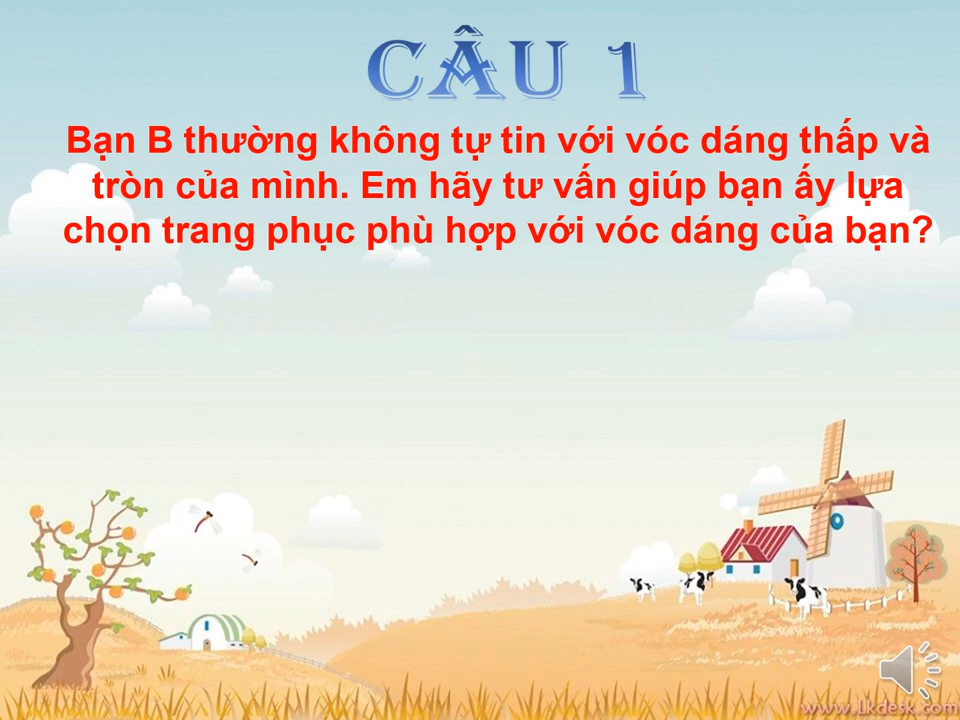 CÂU 1
Bạn B thường không tự tin với vóc dáng thấp và
tròn của mình. Em hãy tư vấn giúp bạn ấy lựa
chọn trang phục phù hợp với vóc dáng của bạn?
www.1kdesk.com